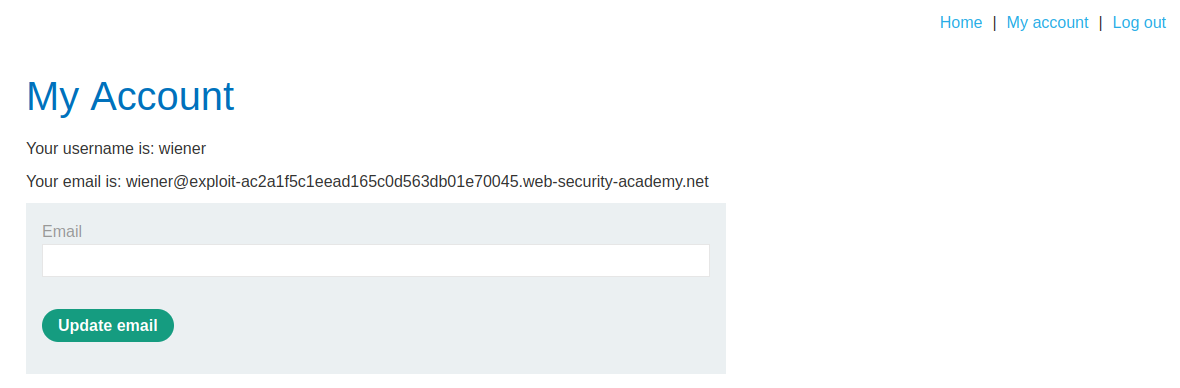 Home | My account | Log out
My Account
Your username is: wiener
Your email is: wiener@exploit-ac2a1f5c1eead165c0d563db01e70045.web-security-academy.net
Email
Update email